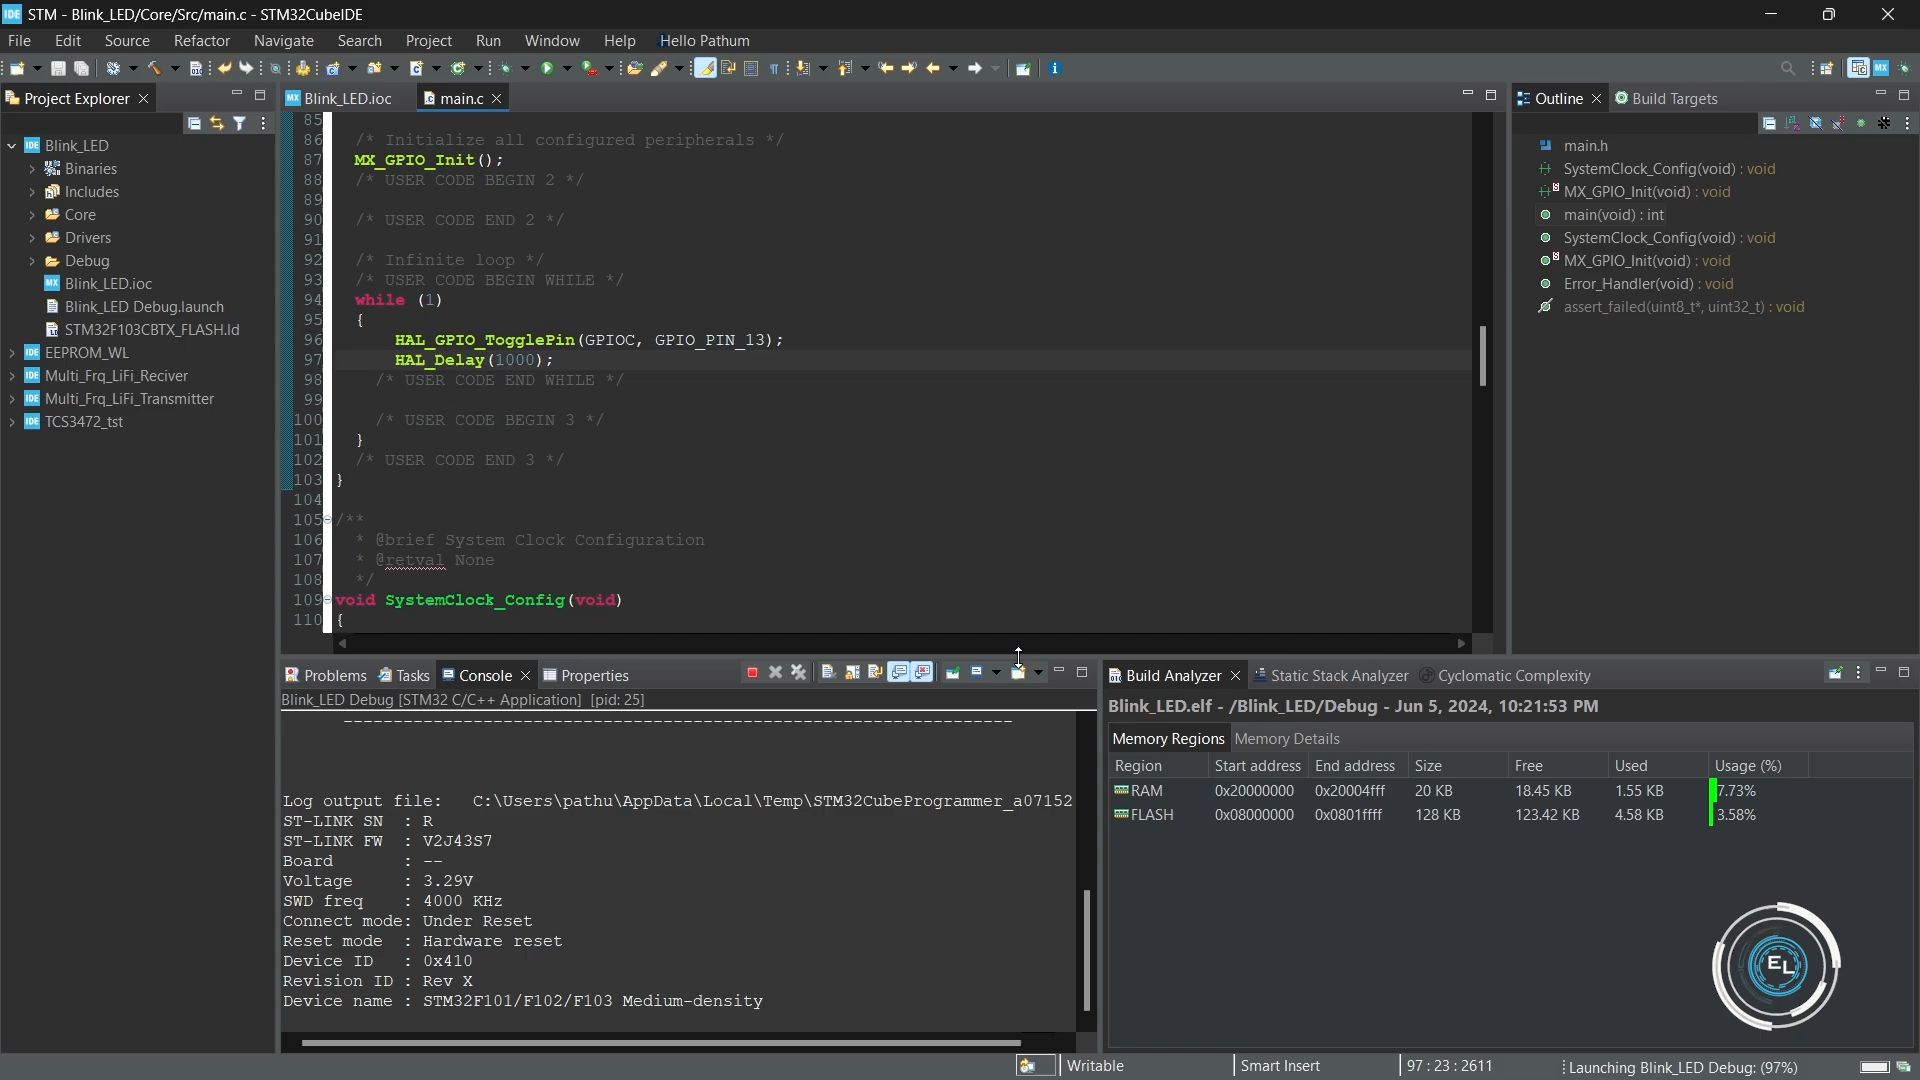 IDE STM - Blink_LED/Core/Src/main.c - STM32CubeIDE
File Edit Source Refactor Navigate Search Project Run Window Help Hello Pathum
Project Explorer
MX Blink_LED.ioc
main.c
Outline
Build Targets
Blink_LED
Binaries
Includes
Core
Drivers
Debug
Blink_LED.ioc
Blink_LED Debug.launch
STM32F103CBTX_FLASH.ld
EEPROM_WL
Multi_Frq_LiFi_Reciver
Multi_Frq_LiFi_Transmitter
TCS3472_tst
85
86 /* Initialize all configured peripherals */
87 MX_GPIO_Init();
88 /* USER CODE BEGIN 2 */
89
90 /* USER CODE END 2 */
91
92 /* Infinite loop */
93 /* USER CODE BEGIN WHILE */
94 while (1)
95 {
96 HAL_GPIO_TogglePin(GPIOC, GPIO_PIN_13);
97 HAL_Delay(1000);
98 /* USER CODE END WHILE */
99
100 /* USER CODE BEGIN 3 */
101 }
102 /* USER CODE END 3 */
103 }
104
105 /**
106 * @brief System Clock Configuration
107 * @retval None
108 */
109 void SystemClock_Config(void)
110 {
main.h
SystemClock_Config(void) : void
MX_GPIO_Init(void) : void
main(void) : int
SystemClock_Config(void) : void
MX_GPIO_Init(void) : void
Error_Handler(void) : void
assert_failed(uint8_t*, uint32_t) : void
Problems Tasks Console Properties
Blink_LED Debug [STM32 C/C++ Application] [pid: 25]
-------------------------------------------------------------------
Log output file: C:\Users\pathu\AppData\Local\Temp\STM32CubeProgrammer_a07152
ST-LINK SN : R
ST-LINK FW : V2J43S7
Board : --
Voltage : 3.29V
SWD freq : 4000 KHz
Connect mode: Under Reset
Reset mode : Hardware reset
Device ID : 0x410
Revision ID : Rev X
Device name : STM32F101/F102/F103 Medium-density
Build Analyzer Static Stack Analyzer Cyclomatic Complexity
Blink_LED.elf - /Blink_LED/Debug - Jun 5, 2024, 10:21:53 PM
Memory Regions Memory Details
Region Start address End address Size Free Used Usage (%)
RAM 0x20000000 0x20004fff 20 KB 18.45 KB 1.55 KB 7.73%
FLASH 0x08000000 0x0801ffff 128 KB 123.42 KB 4.58 KB 3.58%
EL
Writable Smart Insert 97 : 23 : 2611 Launching Blink_LED Debug: (97%)